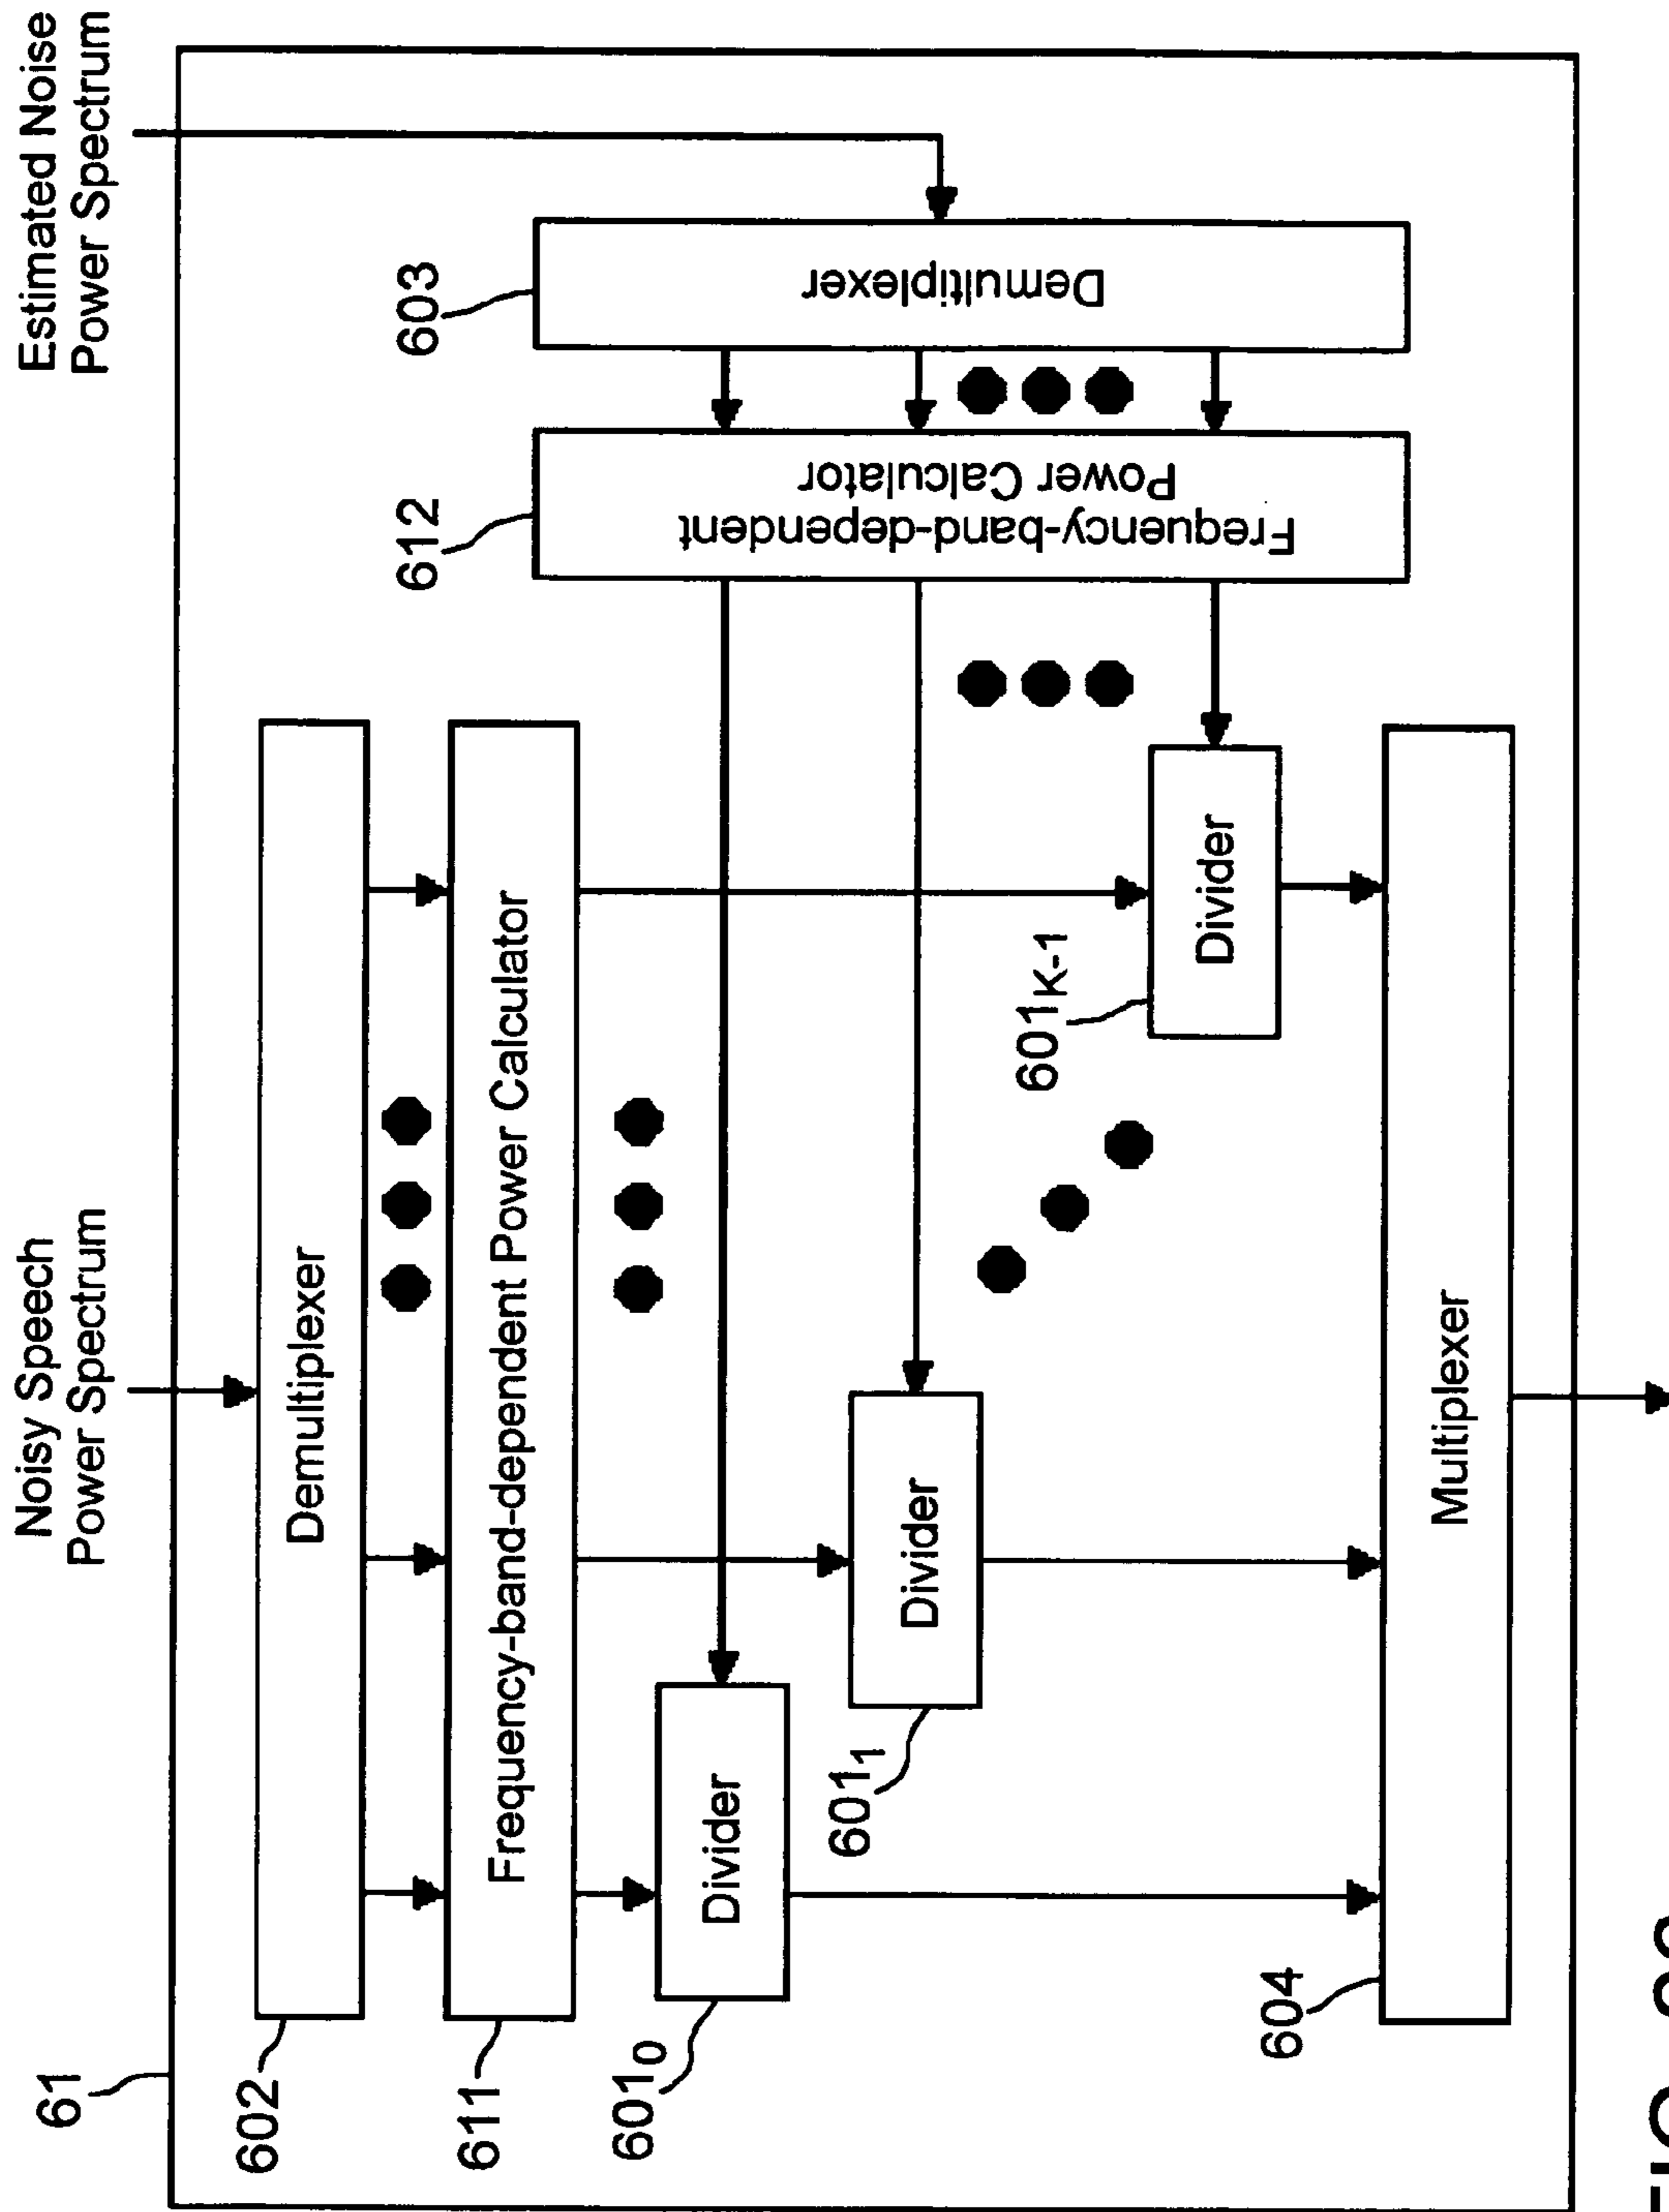 Noisy Speech
Power Spectrum
Estimated Noise
Power Spectrum
61
602
Demultiplexer
611
Frequency-band-dependent Power Calculator
603
Demultiplexer
612
Frequency-band-dependent
Power Calculator
601₀
Divider
601₁
Divider
601K-1
Divider
604
Multiplexer